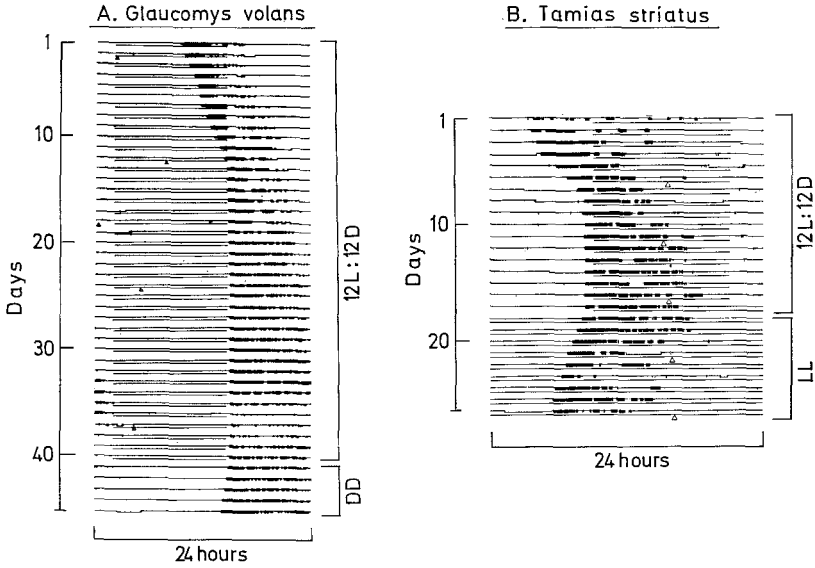 A. Glaucomys volans
1
10
20
30
40
Days
12L:12D
DD
24 hours
B. Tamias striatus
1
10
20
Days
12L:12D
LL
24 hours